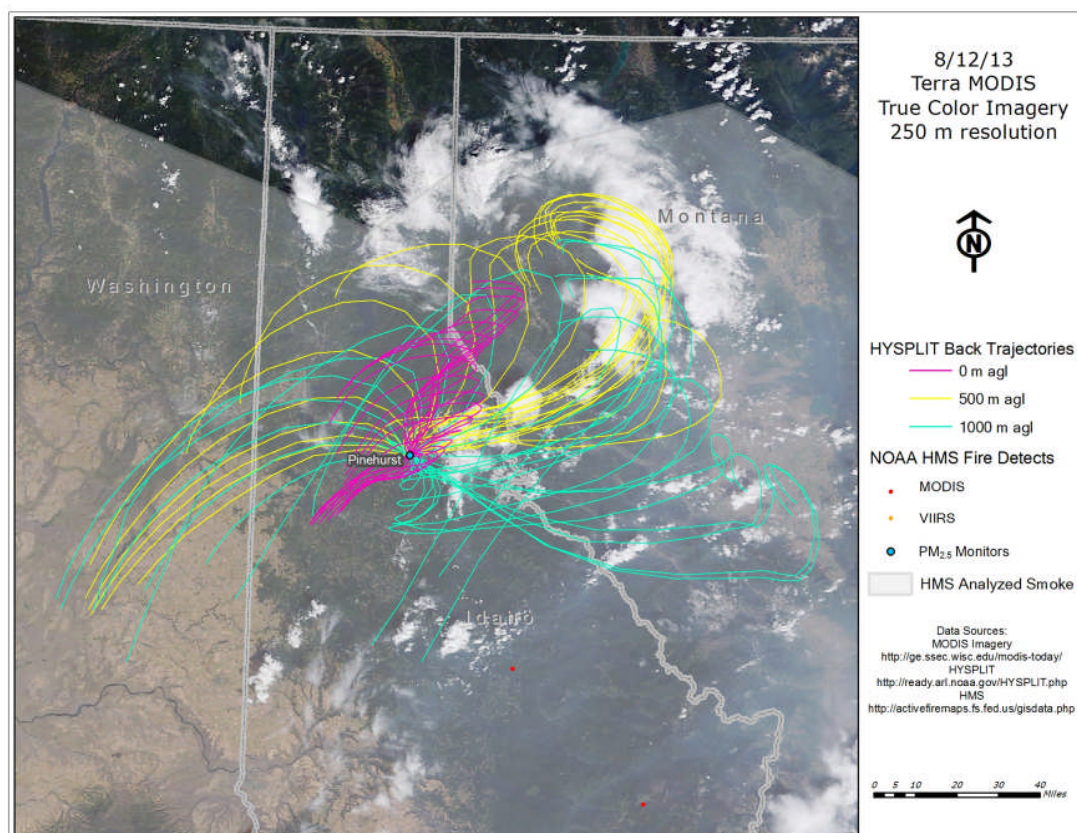 8/12/13
Terra MODIS
True Color Imagery
250 m resolution
N
Montana
Washington
Pinehurst
Idaho
HYSPLIT Back Trajectories
0 m agl
500 m agl
1000 m agl
NOAA HMS Fire Detects
MODIS
VIIRS
PM2.5 Monitors
HMS Analyzed Smoke
Data Sources:
MODIS Imagery
http://ge.ssec.wisc.edu/modis-today/
HYSPLIT
http://ready.arl.noaa.gov/HYSPLIT.php
HMS
http://activefiremaps.fs.fed.us/gisdata.php
0 5 10 20 30 40
Miles